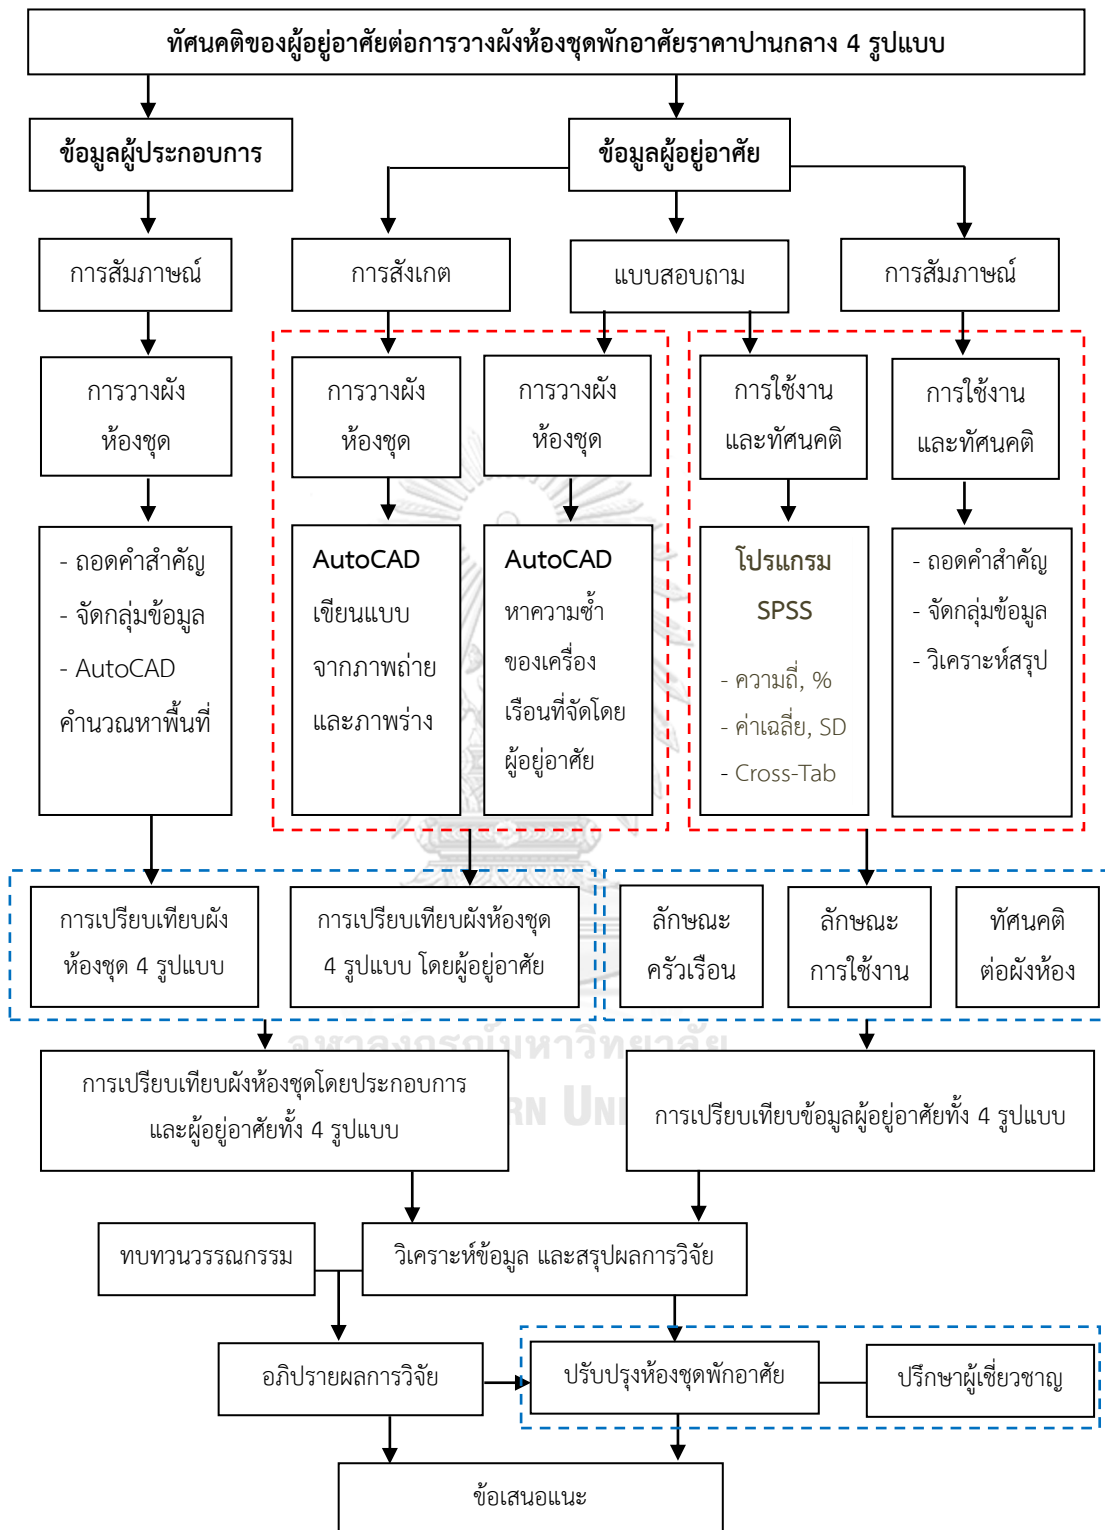 ทัศนคติของผู้อยู่อาศัยต่อการวางผังห้องชุดพักอาศัยราคาปานกลาง 4 รูปแบบ
ข้อมูลผู้ประกอบการ
ข้อมูลผู้อยู่อาศัย
การสัมภาษณ์
การสังเกต
แบบสอบถาม
การสัมภาษณ์
การวางผัง
ห้องชุด
การวางผัง
ห้องชุด
การวางผัง
ห้องชุด
การใช้งาน
และทัศนคติ
การใช้งาน
และทัศนคติ
- ถอดคำสำคัญ
- จัดกลุ่มข้อมูล
- AutoCAD
คำนวณหาพื้นที่
AutoCAD
เขียนแบบ
จากภาพถ่าย
และภาพร่าง
AutoCAD
หาความซ้ำ
ของเครื่อง
เรือนที่จัดโดย
ผู้อยู่อาศัย
โปรแกรม
SPSS
- ความถี่, %
- ค่าเฉลี่ย, SD
- Cross-Tab
- ถอดคำสำคัญ
- จัดกลุ่มข้อมูล
- วิเคราะห์สรุป
การเปรียบเทียบผัง
ห้องชุด 4 รูปแบบ
การเปรียบเทียบผังห้องชุด
4 รูปแบบ โดยผู้อยู่อาศัย
ลักษณะ
ครัวเรือน
ลักษณะ
การใช้งาน
ทัศนคติ
ต่อผังห้อง
จุฬาลงกรณ์มหาวิทยาลัย
การเปรียบเทียบผังห้องชุดโดยประกอบการ
และผู้อยู่อาศัยทั้ง 4 รูปแบบ
การเปรียบเทียบข้อมูลผู้อยู่อาศัยทั้ง 4 รูปแบบ
ทบทวนวรรณกรรม
วิเคราะห์ข้อมูล และสรุปผลการวิจัย
อภิปรายผลการวิจัย
ปรับปรุงห้องชุดพักอาศัย
ปรึกษาผู้เชี่ยวชาญ
ข้อเสนอแนะ